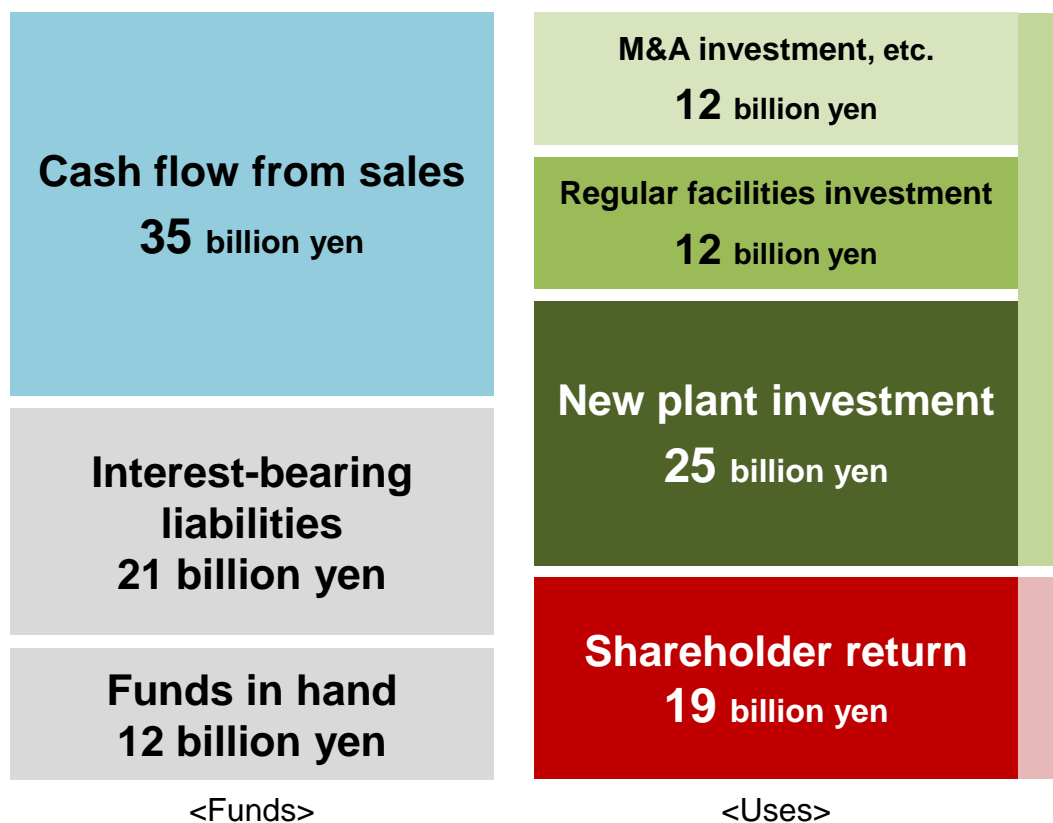 Cash flow from sales
35 billion yen
Interest-bearing
liabilities
21 billion yen
Funds in hand
12 billion yen
<Funds>
M&A investment, etc.
12 billion yen
Regular facilities investment
12 billion yen
New plant investment
25 billion yen
Shareholder return
19 billion yen
<Uses>